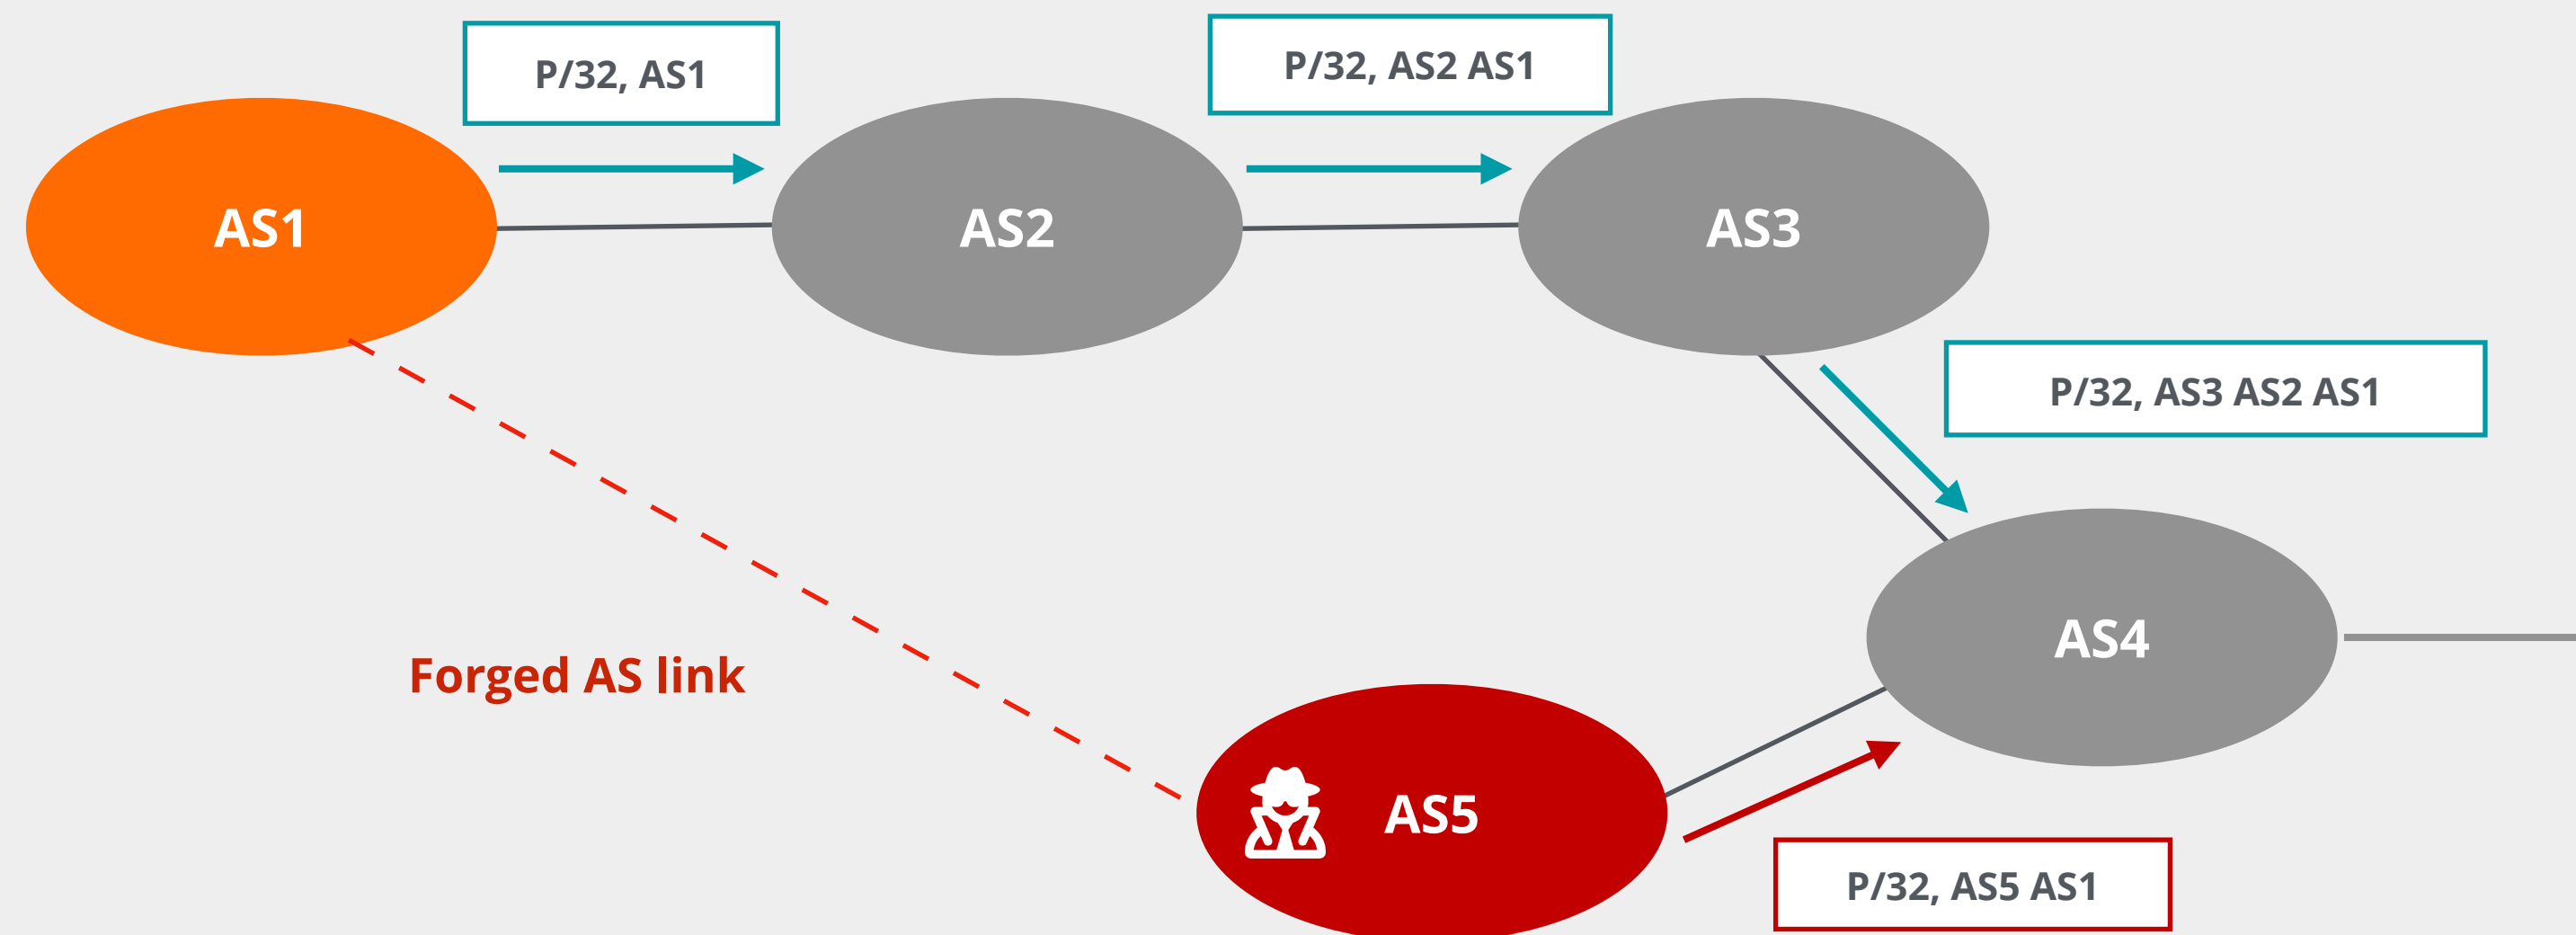 P/32, AS1
P/32, AS2 AS1
AS1
AS2
AS3
P/32, AS3 AS2 AS1
AS4
Forged AS link
AS5
P/32, AS5 AS1